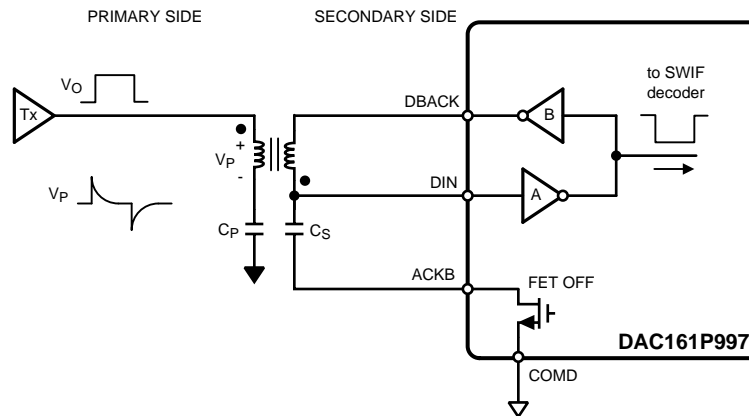 PRIMARY SIDE
SECONDARY SIDE
VO
Tx
DBACK
B
to SWIF
decoder
+
VP
-
DIN
A
VP
CP
CS
ACKB
FET OFF
DAC161P997
COMD